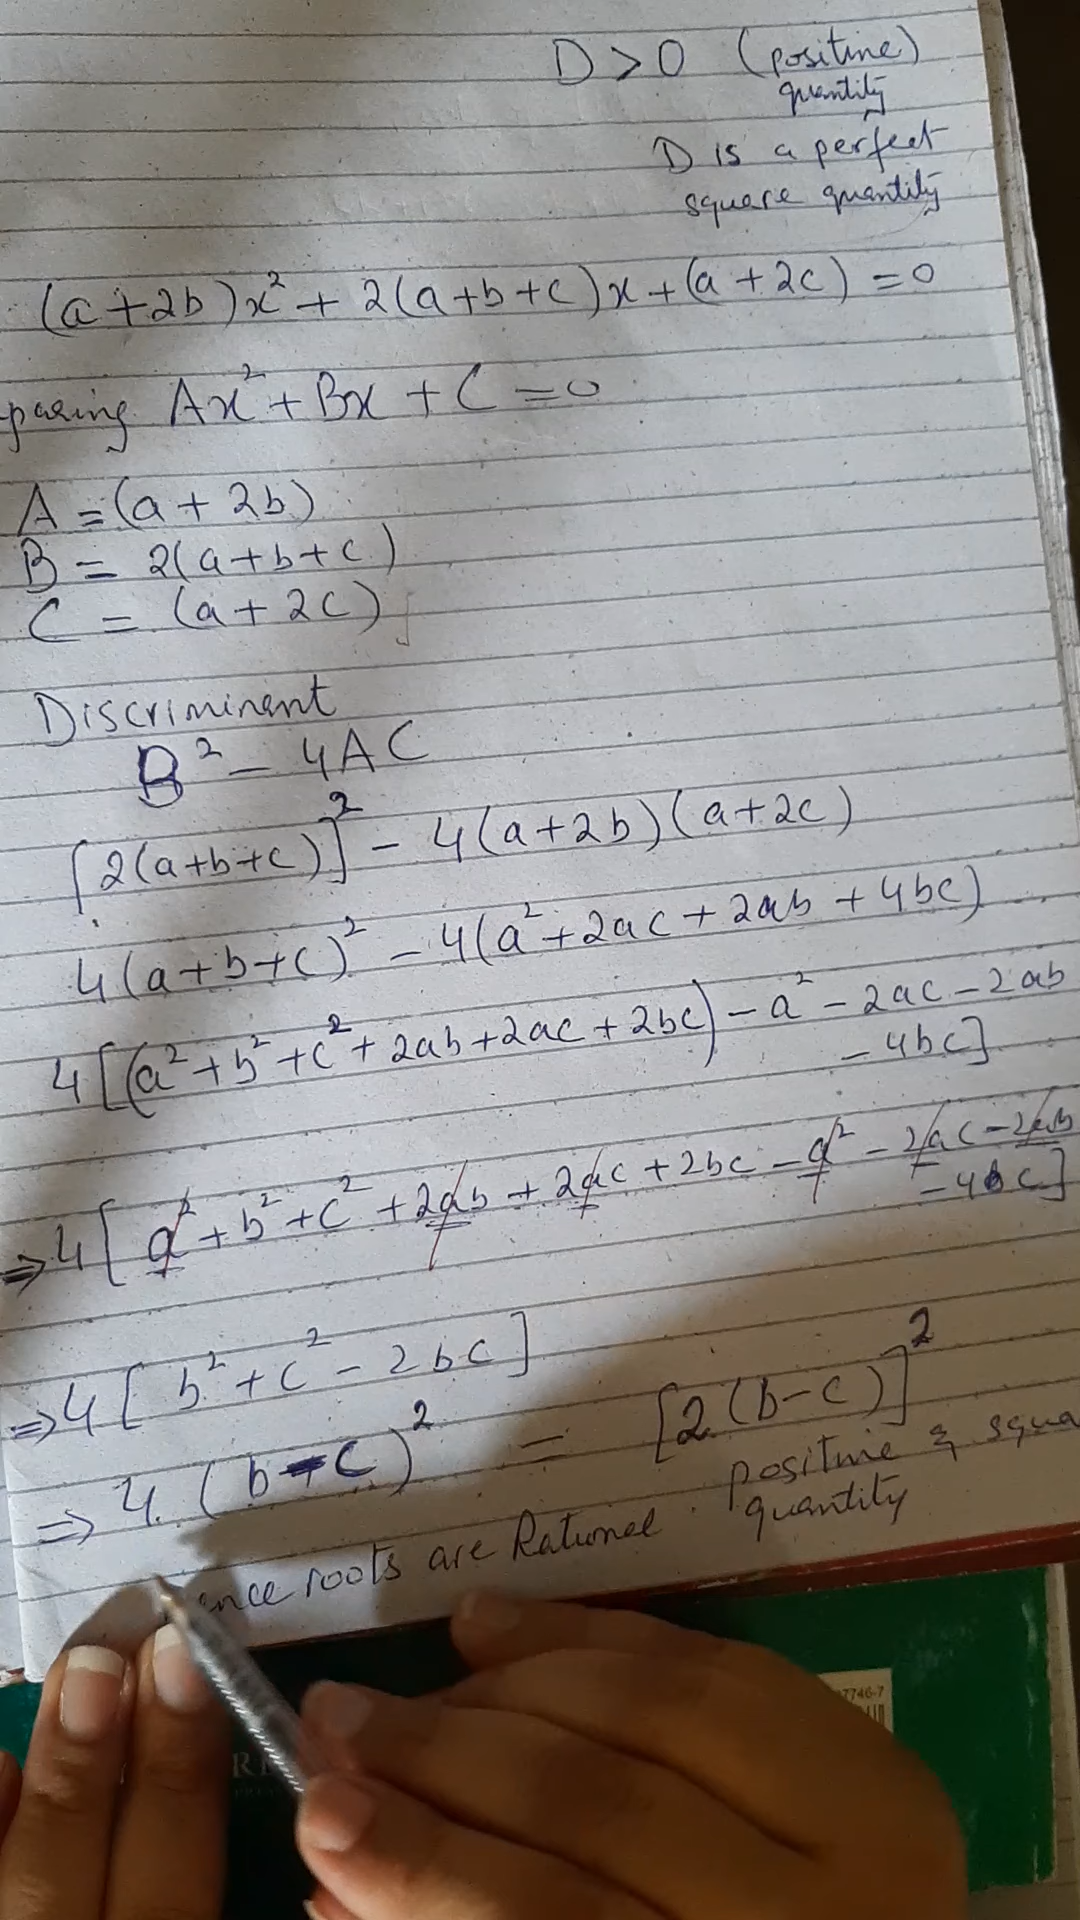 D > 0 (positive)
quantity
D is a perfect
square quantity
(a+2b)x² + 2(a+b+c)x + (a+2c) = 0
paring Ax² + Bx + C = 0
A = (a+2b)
B = 2(a+b+c)
C = (a+2c)
Discriminant
B² - 4AC
[2(a+b+c)]² - 4(a+2b)(a+2c)
4(a+b+c)² - 4(a²+2ac+2ab+4bc)
4[(a²+b²+c²+2ab+2ac+2bc) - a² - 2ac - 2ab
- 4bc]
⇒ 4[a²+b²+c²+2ab+2ac+2bc - a² - 2ac - 2ab
- 4bc]
⇒ 4[b²+c² - 2bc]
⇒ 4(b-c)² = [2(b-c)]²
positive & squa
quantity
ence roots are Rational.
7746-7